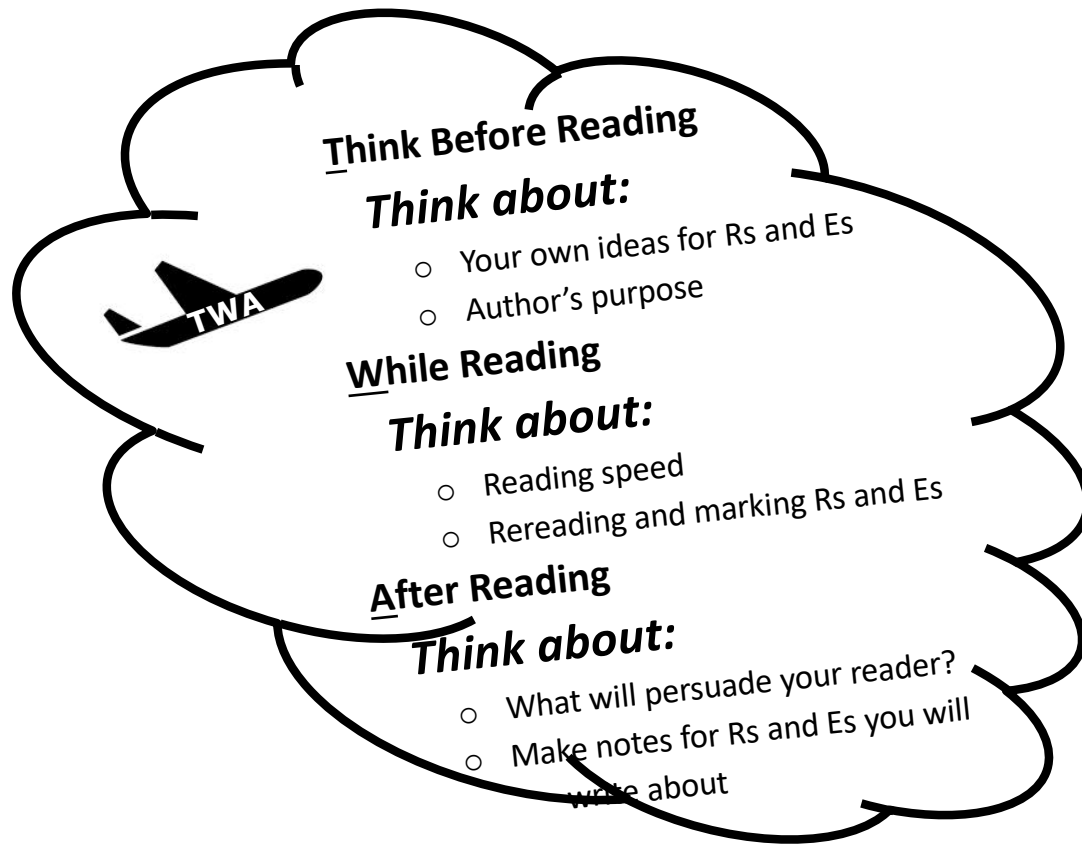 Think Before Reading
Think about:
○ Your own ideas for Rs and Es
○ Author’s purpose
TWA
While Reading
Think about:
○ Reading speed
○ Rereading and marking Rs and Es
After Reading
Think about:
○ What will persuade your reader?
○ Make notes for Rs and Es you will
write about